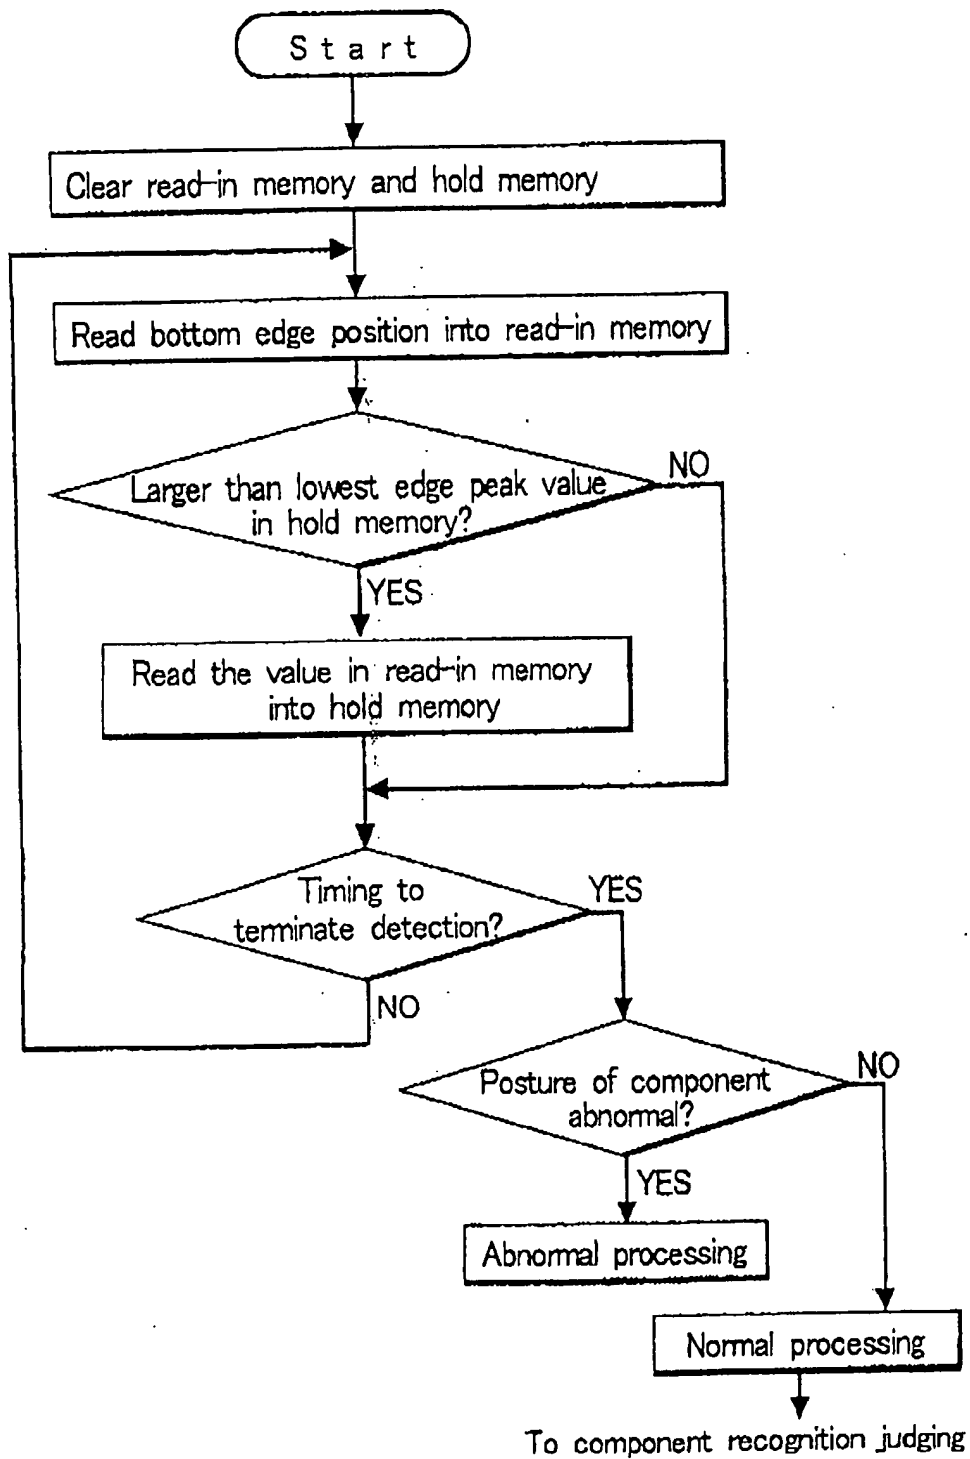 Start
Clear read-in memory and hold memory
Read bottom edge position into read-in memory
Larger than lowest edge peak value
in hold memory?
NO
YES
Read the value in read-in memory
into hold memory
Timing to
terminate detection?
YES
NO
Posture of component
abnormal?
NO
YES
Abnormal processing
Normal processing
To component recognition judging